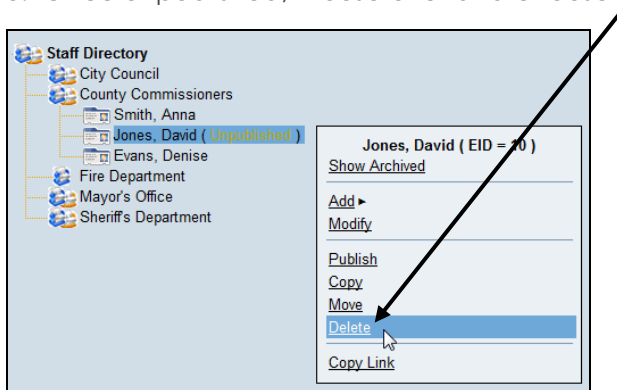 Staff Directory
City Council
County Commissioners
Smith, Anna
Jones, David ( Unpublished )
Evans, Denise
Fire Department
Mayor's Office
Sheriff's Department
Jones, David ( EID = 10 )
Show Archived
Add ▸
Modify
Publish
Copy
Move
Delete
Copy Link